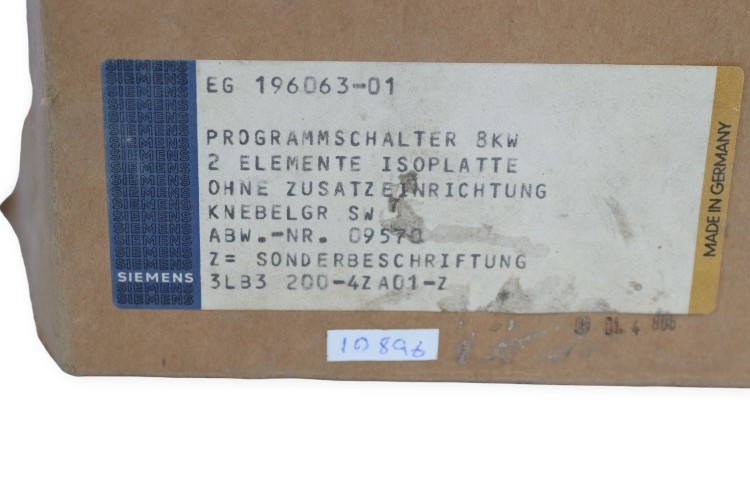 EG 196063-01
PROGRAMMSCHALTER 8KW
2 ELEMENTE ISOPLATTE
OHNE ZUSATZEINRICHTUNG
KNEBELGR SW
ABW.-NR. 09570
Z= SONDERBESCHRIFTUNG
3LB3 200-4ZA01-Z
SIEMENS
MADE IN GERMANY
10896